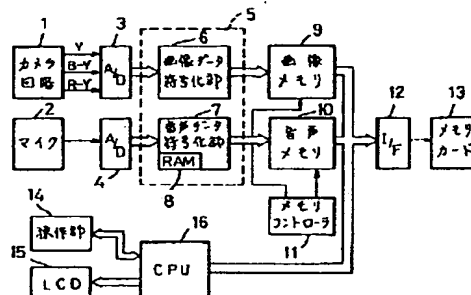 1
カメラ
回路
Y
B-Y
R-Y
3
A/D
5
6
画像データ
符号化部
9
画像
メモリ
2
マイク
A/D
4
7
音声データ
符号化部
RAM
8
10
音声
メモリ
12
I/F
13
メモリ
カード
メモリ
コントローラ
11
14
操作部
15
LCD
16
CPU